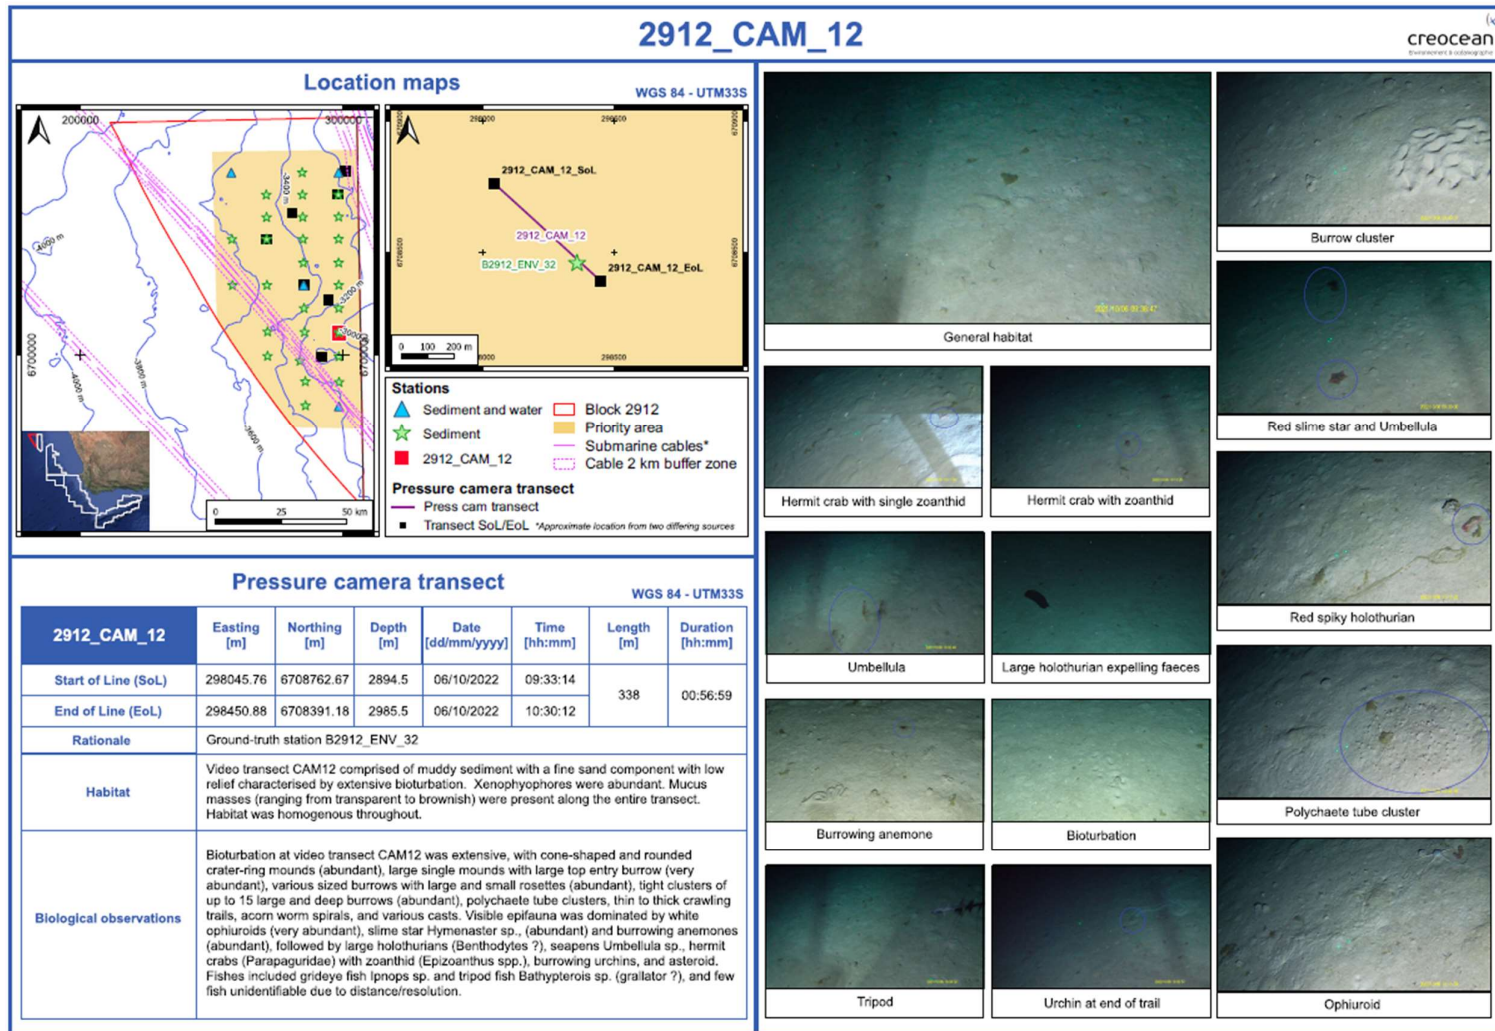 2912_CAM_12
creocean
Location maps
WGS 84 - UTM33S
200000
300000
-3400 m
-4000 m
-3200 m
-3000 m
6700000
6700000
-3800 m
-4000 m
-3600 m
0 25 50 km
298000
298500
6708900
6708900
2912_CAM_12_SoL
2912_CAM_12
B2912_ENV_32
2912_CAM_12_EoL
6708500
6708500
0 100 200 m
298000
298500
Stations
Sediment and water
Sediment
2912_CAM_12
Block 2912
Priority area
Submarine cables*
Cable 2 km buffer zone
Pressure camera transect
Press cam transect
Transect SoL/EoL
*Approximate location from two differing sources
Pressure camera transect
WGS 84 - UTM33S
2912_CAM_12 Easting [m] Northing [m] Depth [m] Date [dd/mm/yyyy] Time [hh:mm] Length [m] Duration [hh:mm]
Start of Line (SoL) 298045.76 6708762.67 2894.5 06/10/2022 09:33:14 338 00:56:59
End of Line (EoL) 298450.88 6708391.18 2985.5 06/10/2022 10:30:12
Rationale Ground-truth station B2912_ENV_32
Habitat
Video transect CAM12 comprised of muddy sediment with a fine sand component with low
relief characterised by extensive bioturbation. Xenophyophores were abundant. Mucus
masses (ranging from transparent to brownish) were present along the entire transect.
Habitat was homogenous throughout.
Biological observations
Bioturbation at video transect CAM12 was extensive, with cone-shaped and rounded
crater-ring mounds (abundant), large single mounds with large top entry burrow (very
abundant), various sized burrows with large and small rosettes (abundant), tight clusters of
up to 15 large and deep burrows (abundant), polychaete tube clusters, thin to thick crawling
trails, acorn worm spirals, and various casts. Visible epifauna was dominated by white
ophiuroids (very abundant), slime star Hymenaster sp., (abundant) and burrowing anemones
(abundant), followed by large holothurians (Benthodytes ?), seapens Umbellula sp., hermit
crabs (Parapaguridae) with zoanthid (Epizoanthus spp.), burrowing urchins, and asteroid.
Fishes included grideye fish Ipnops sp. and tripod fish Bathypterois sp. (grallator ?), and few
fish unidentifiable due to distance/resolution.
General habitat
Burrow cluster
Red slime star and Umbellula
Hermit crab with single zoanthid
Hermit crab with zoanthid
Red spiky holothurian
Umbellula
Large holothurian expelling faeces
Polychaete tube cluster
Burrowing anemone
Bioturbation
Tripod
Urchin at end of trail
Ophiuroid